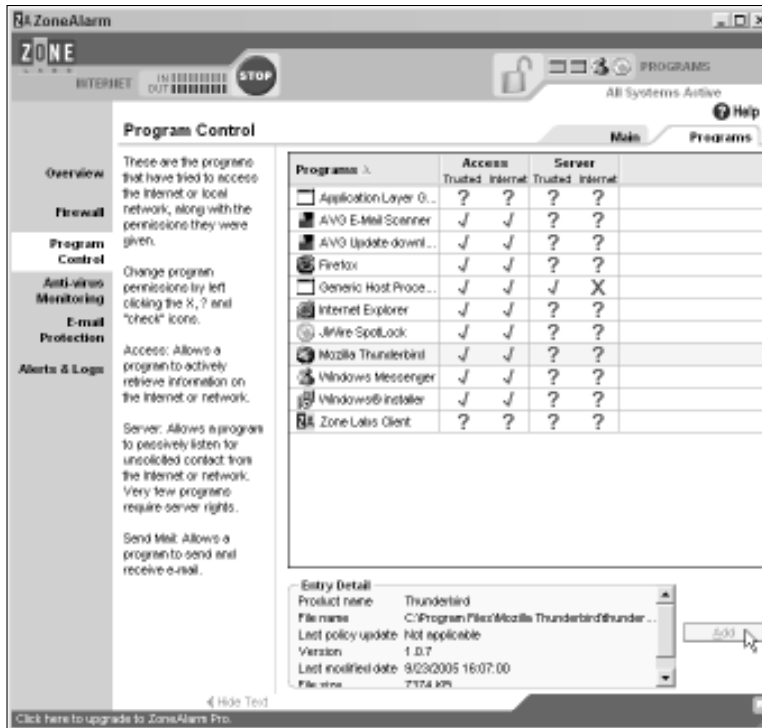 ZoneAlarm
ZONE
LABS
INTERNET
IN
OUT
STOP
PROGRAMS
All Systems Active
Help
Program Control
Main
Programs
Overview
Firewall
Program
Control
Anti-virus
Monitoring
E-mail
Protection
Alerts & Logs
These are the programs
that have tried to access
the Internet or local
network, along with the
permissions they were
given.
Change program
permissions by left
clicking the X, ? and
"check" icons.
Access: Allows a
program to actively
retrieve information on
the Internet or network.
Server: Allows a program
to passively listen for
unsolicited contact from
the Internet or network.
Very few programs
require server rights.
Send Mail: Allows a
program to send and
receive e-mail.
Programs Access Server
Trusted Internet Trusted Internet
Application Layer G... ? ? ? ?
AVG E-Mail Scanner √ √ ? ?
AVG Update downl... √ √ ? ?
Firefox √ √ ? ?
Generic Host Proce... √ √ √ X
Internet Explorer √ √ ? ?
JiWire SpotLock √ √ ? ?
Mozilla Thunderbird √ √ ? ?
Windows Messenger √ √ ? ?
Windows® installer √ √ ? ?
ZA Zone Labs Client ? ? ? ?
Entry Detail
Product name Thunderbird
File name C:\Program Files\Mozilla Thunderbird\thunder...
Last policy update Not applicable
Version 1.0.7
Last modified date 9/23/2005 16:07:00
File size 7374 KB
Add
Hide Text
Click here to upgrade to ZoneAlarm Pro.